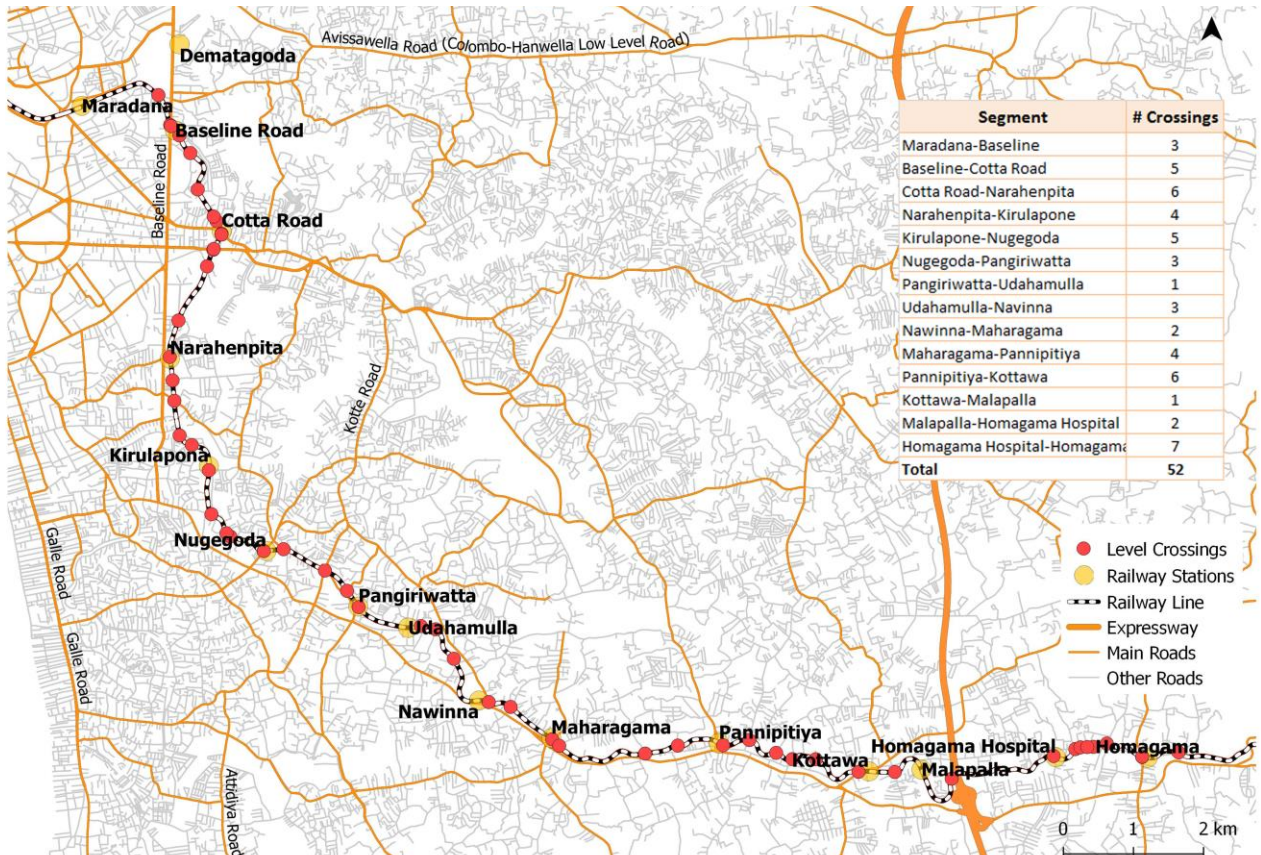 Avissawella Road (Colombo-Hanwella Low Level Road)
Dematagoda
Maradana
Baseline Road
Baseline Road
Cotta Road
Narahenpita
Kotte Road
Kirulapona
Nugegoda
Galle Road
Pangiriwatta
Udahamulla
Galle Road
Nawinna
Maharagama
Pannipitiya
Kottawa
Homagama Hospital
Homagama
Malapalla
Attidiya Road
Segment # Crossings
Maradana-Baseline 3
Baseline-Cotta Road 5
Cotta Road-Narahenpita 6
Narahenpita-Kirulapone 4
Kirulapone-Nugegoda 5
Nugegoda-Pangiriwatta 3
Pangiriwatta-Udahamulla 1
Udahamulla-Navinna 3
Nawinna-Maharagama 2
Maharagama-Pannipitiya 4
Pannipitiya-Kottawa 6
Kottawa-Malapalla 1
Malapalla-Homagama Hospital 2
Homagama Hospital-Homagama 7
Total 52
Level Crossings
Railway Stations
Railway Line
Expressway
Main Roads
Other Roads
0 1 2 km